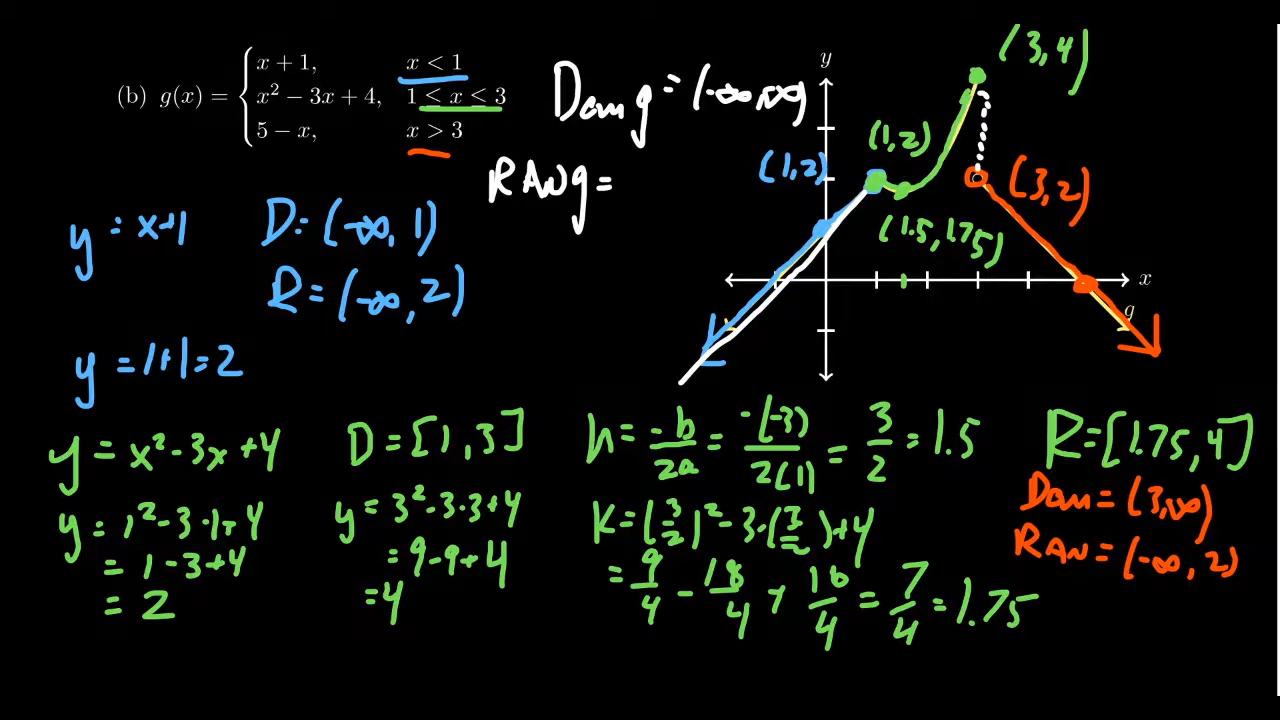 (b) g(x) = { x + 1, x < 1
x² − 3x + 4, 1 ≤ x ≤ 3
5 − x, x > 3
Dom g = (-∞,∞)
RAN g =
y = x+1
D = (-∞, 1)
R = (-∞, 2)
y = 1+1 = 2
y
x
g
(1,2)
(1,2)
(3,4)
(3,2)
(1.5,1.75)
y = x² - 3x + 4
y = 1² - 3·1 + 4
= 1 - 3 + 4
= 2
D = [1,3]
y = 3² - 3·3 + 4
= 9 - 9 + 4
= 4
h = -b/2a = -(-3)/2(1) = 3/2 = 1.5
K = (3/2)² - 3·(3/2) + 4
= 9/4 - 18/4 + 16/4 = 7/4 = 1.75
R = [1.75, 4]
Dom = (3,∞)
RAN = (-∞, 2)